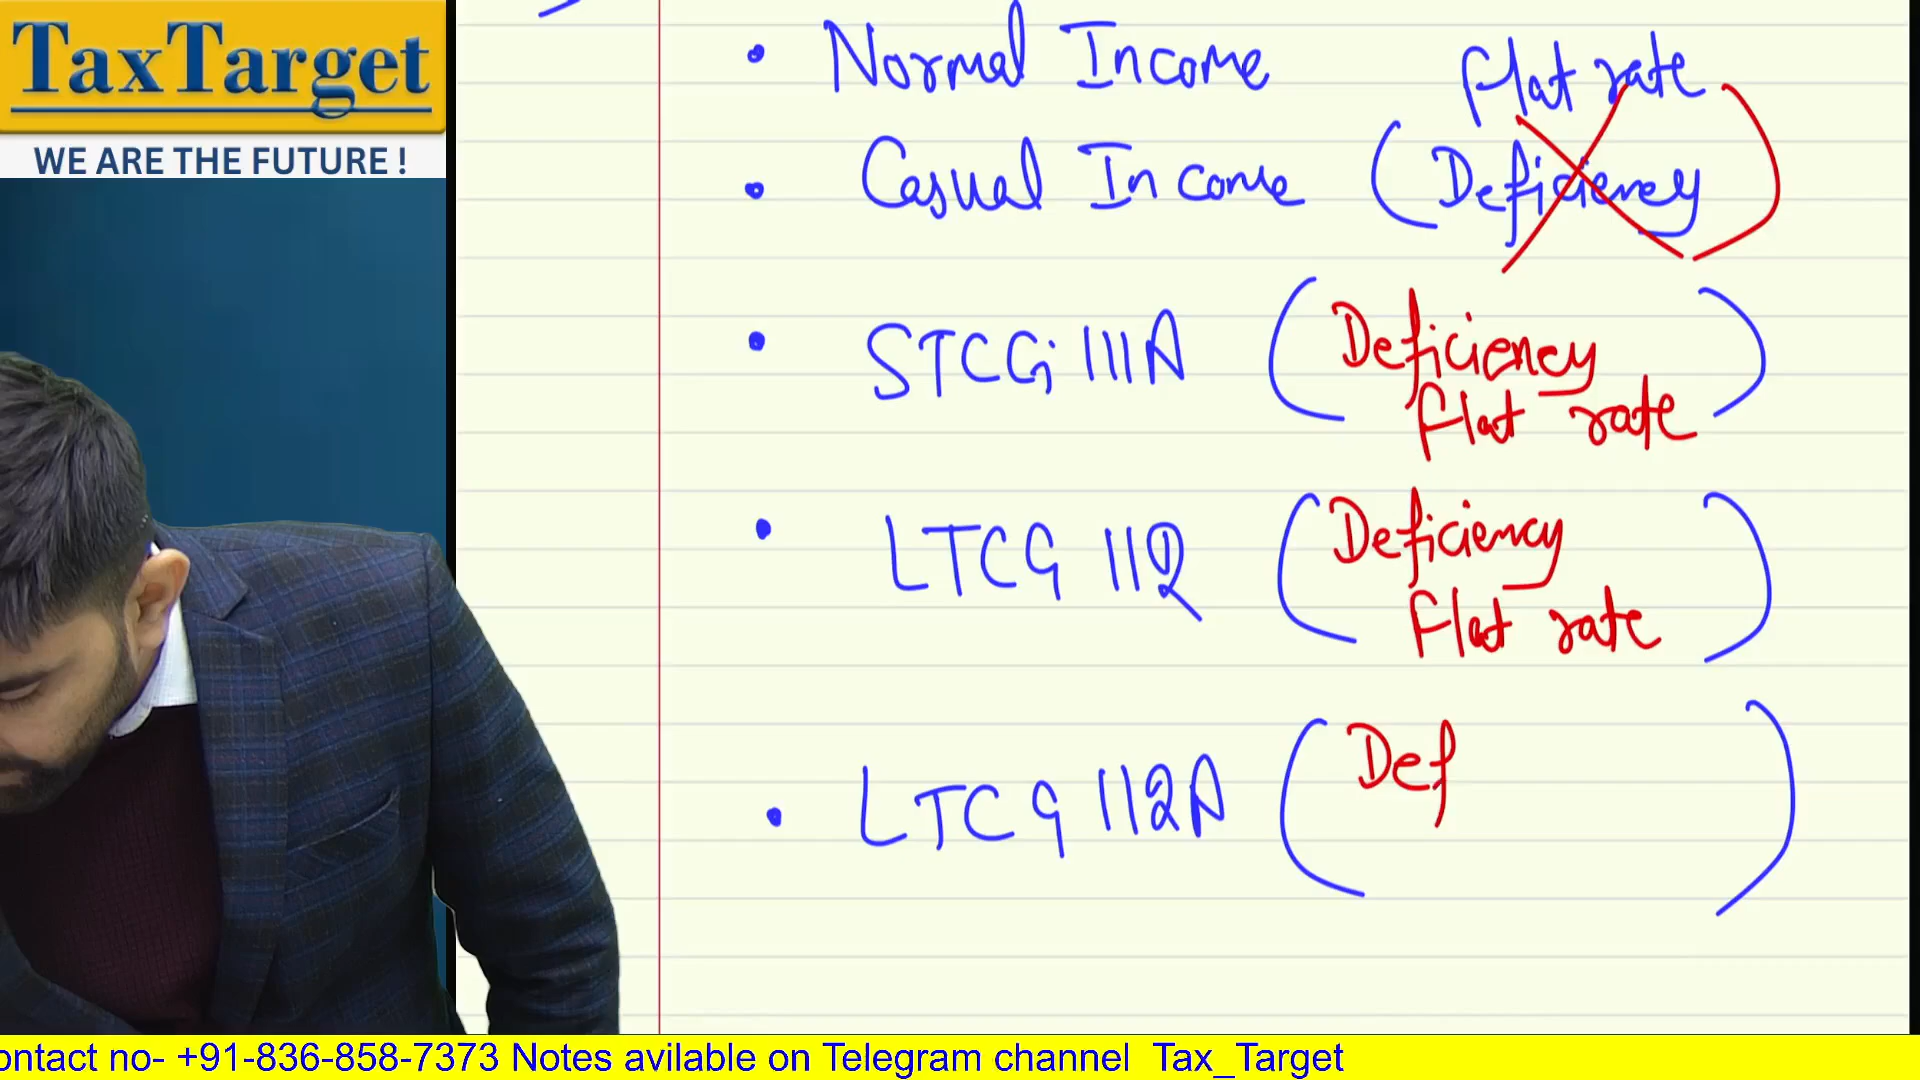 TaxTarget
WE ARE THE FUTURE !
• Normal Income
Flat rate
• Casual Income (Deficiency)
• STCG 111A (Deficiency
Flat rate)
• LTCG 112 (Deficiency
Flat rate)
• LTCG 112A (Def )
ontact no- +91-836-858-7373 Notes avilable on Telegram channel Tax_Target